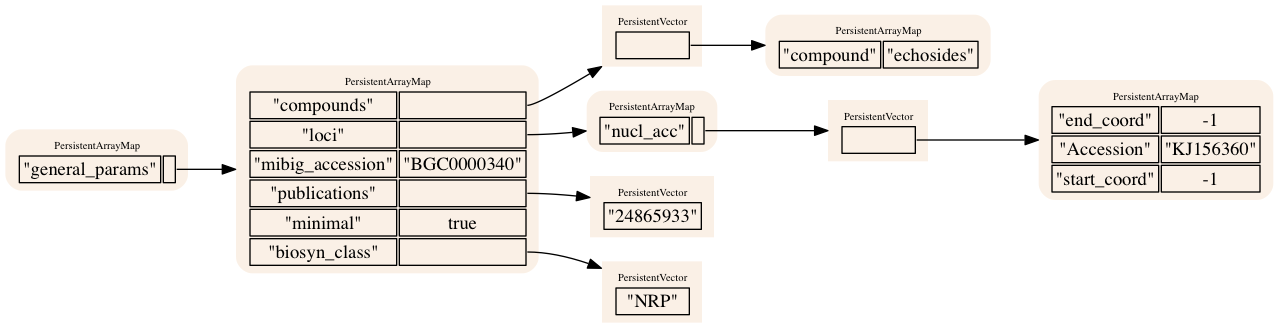 PersistentArrayMap
"general_params"
PersistentArrayMap
"compounds"
"loci"
"mibig_accession" "BGC0000340"
"publications"
"minimal" true
"biosyn_class"
PersistentVector
PersistentArrayMap
"compound" "echosides"
PersistentArrayMap
"nucl_acc"
PersistentVector
PersistentArrayMap
"end_coord" -1
"Accession" "KJ156360"
"start_coord" -1
PersistentVector
"24865933"
PersistentVector
"NRP"